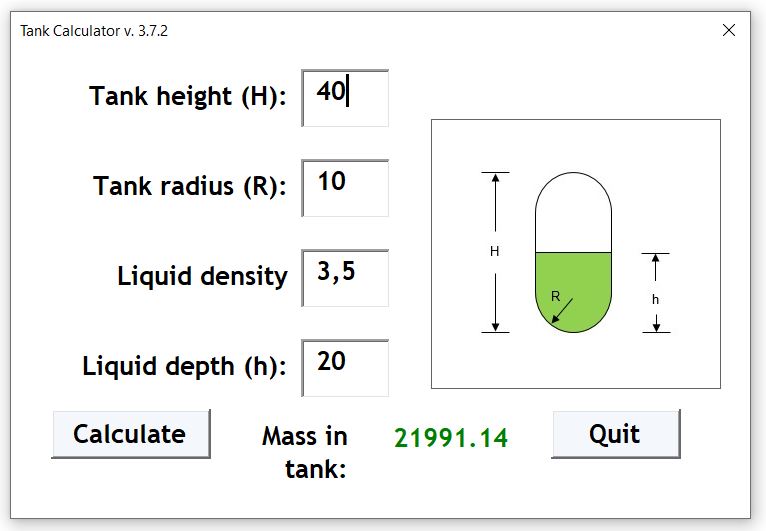 Tank Calculator v. 3.7.2
Tank height (H): 40
Tank radius (R): 10
H
Liquid density 3,5
R
h
Liquid depth (h): 20
Calculate
Mass in
tank:
21991.14
Quit